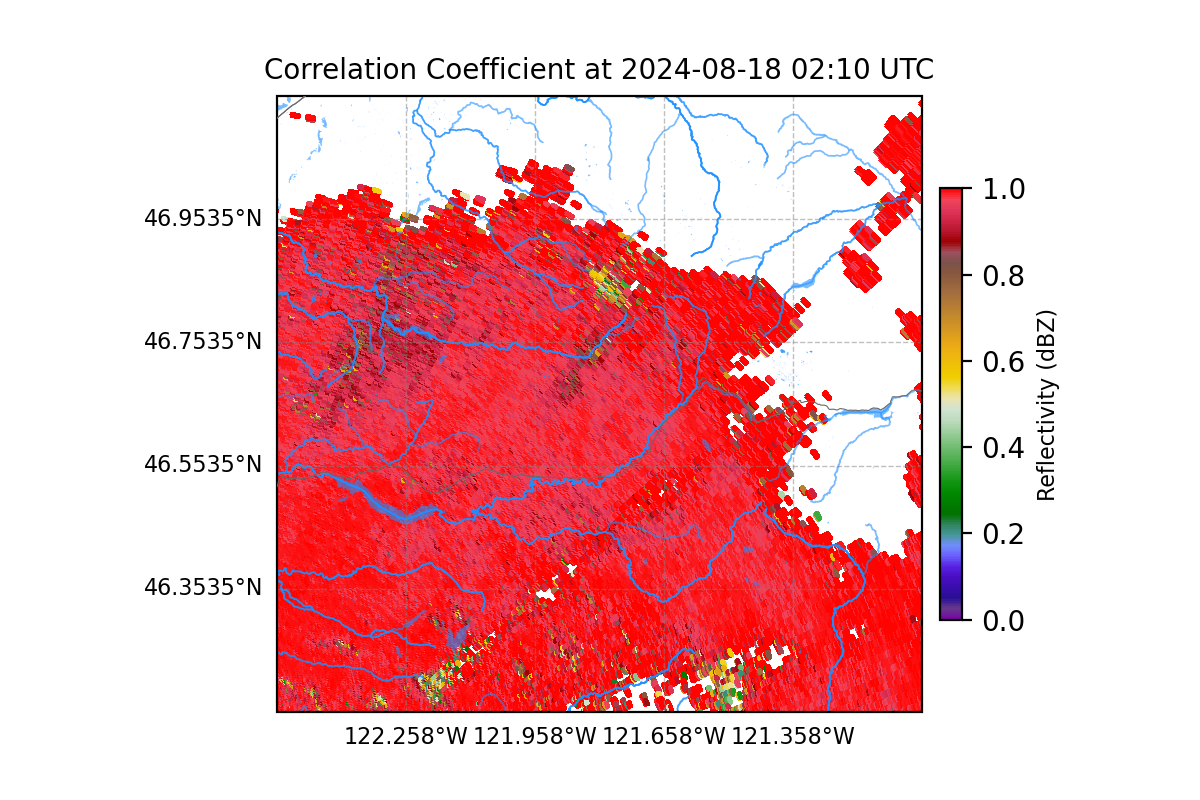 Correlation Coefficient at 2024-08-18 02:10 UTC
46.9535°N
46.7535°N
46.5535°N
46.3535°N
122.258°W 121.958°W 121.658°W 121.358°W
1.0
0.8
0.6
0.4
0.2
0.0
Reflectivity (dBZ)